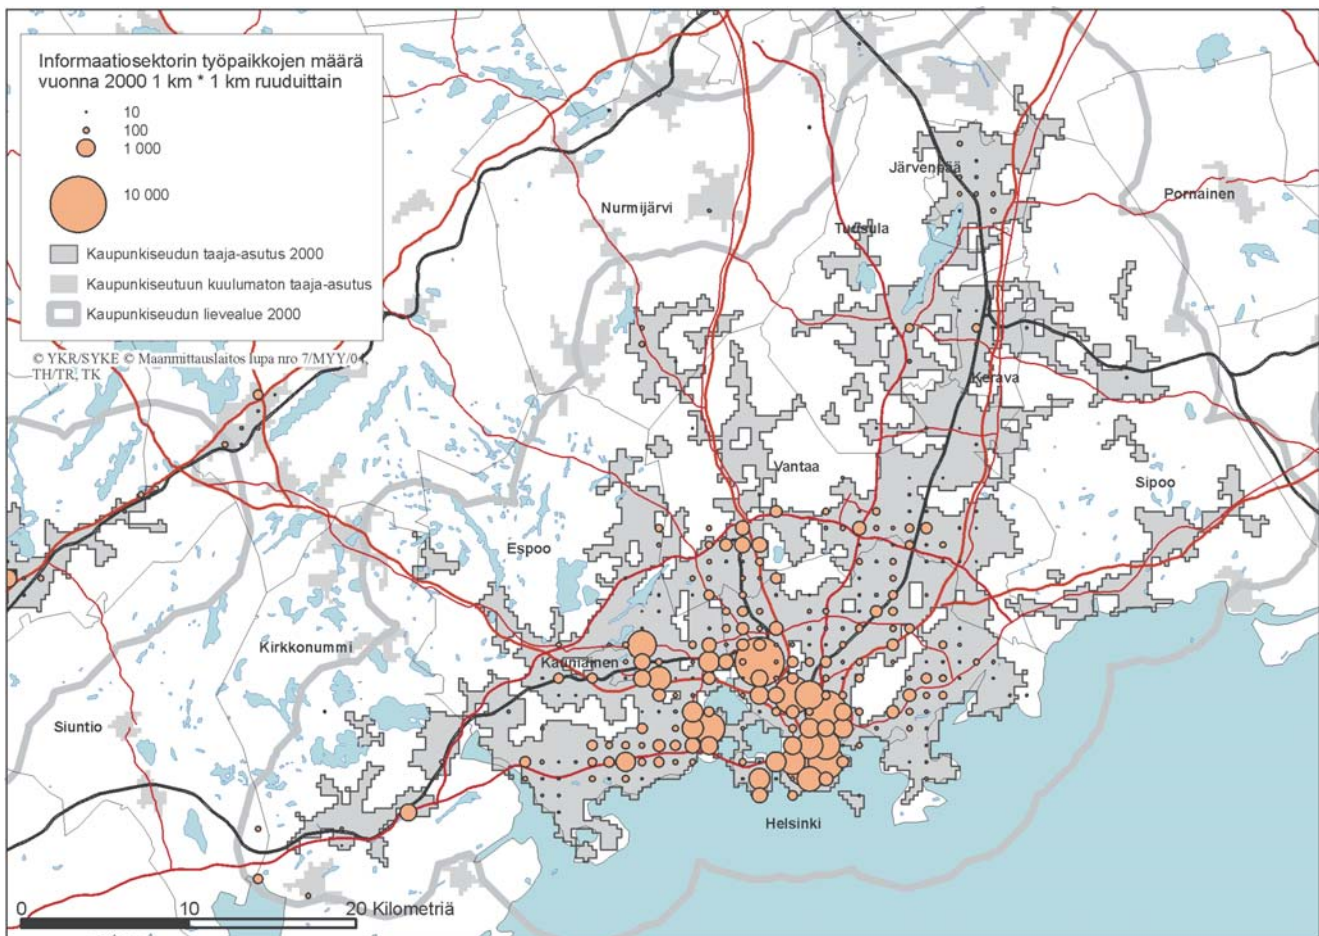 Informaatiosektorin työpaikkojen määrä
vuonna 2000 1 km * 1 km ruuduittain
10
100
1 000
10 000
Kaupunkiseudun taaja-asutus 2000
Kaupunkiseutuun kuulumaton taaja-asutus
Kaupunkiseudun lievealue 2000
© YKR/SYKE © Maanmittauslaitos lupa nro 7/MYY/04
TH/TR, TK
Järvenpää
Pornainen
Nurmijärvi
Tuusula
Kerava
Vantaa
Sipoo
Espoo
Kirkkonummi
Kauniainen
Siuntio
Helsinki
0 10 20 Kilometriä